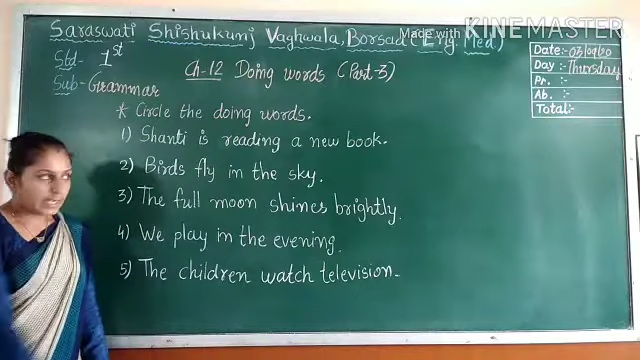 Saraswati Shishukunj Vaghwala, Borsad (Eng. Med.)
Made with KINEMASTER
Std- 1st
Date:- 03/09/20
Day :- Thursday
Pr. :-
Ab. :-
Total:-
Ch-12 Doing words (Part-3)
Sub- Grammar
* Circle the doing words.
1) Shanti is reading a new book.
2) Birds fly in the sky.
3) The full moon shines brightly.
4) We play in the evening.
5) The children watch television.